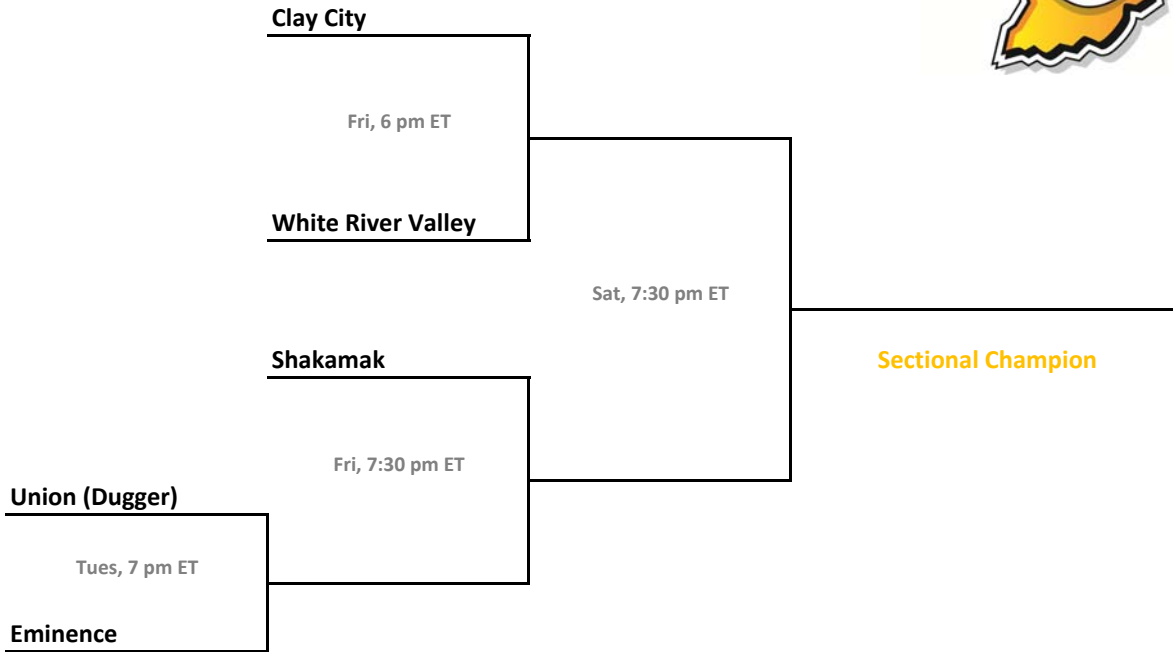 Clay City
Fri, 6 pm ET
White River Valley
Sat, 7:30 pm ET
Shakamak
Sectional Champion
Fri, 7:30 pm ET
Union (Dugger)
Tues, 7 pm ET
Eminence